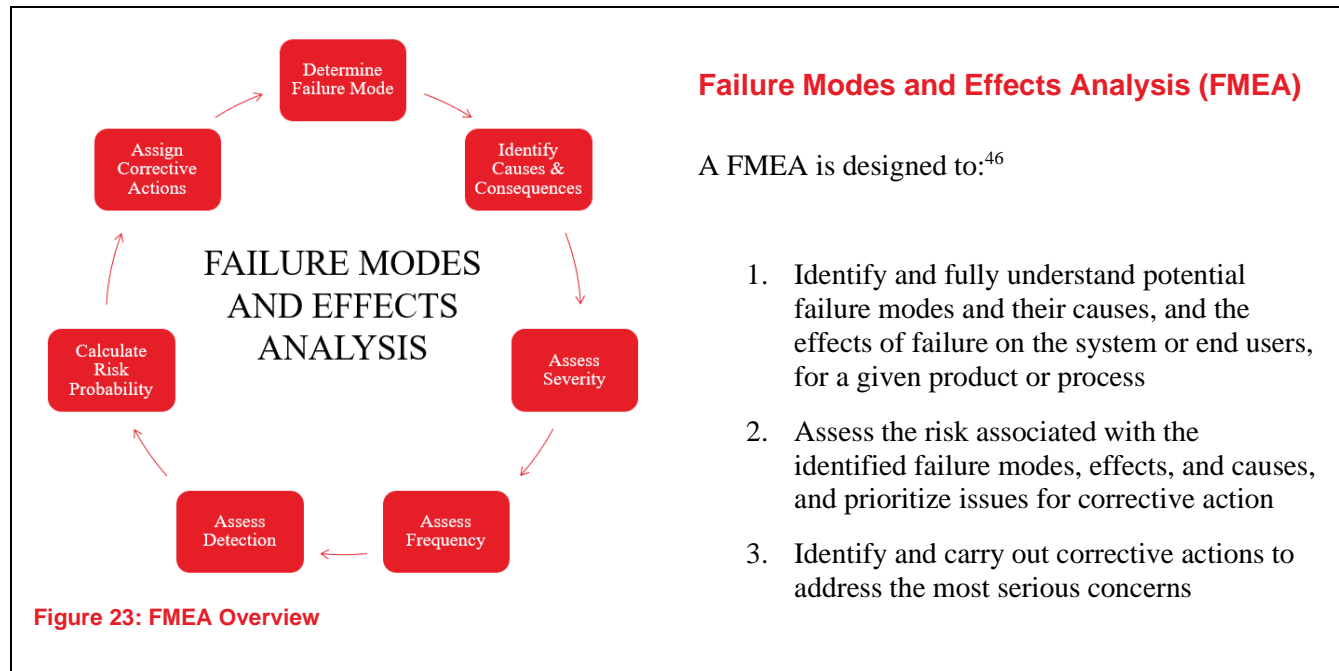 Determine
Failure Mode
Identify
Causes &
Consequences
Assess
Severity
Assess
Frequency
Assess
Detection
Calculate
Risk
Probability
Assign
Corrective
Actions
FAILURE MODES
AND EFFECTS
ANALYSIS
Figure 23: FMEA Overview
Failure Modes and Effects Analysis (FMEA)
A FMEA is designed to:46
1. Identify and fully understand potential
failure modes and their causes, and the
effects of failure on the system or end users,
for a given product or process
2. Assess the risk associated with the
identified failure modes, effects, and causes,
and prioritize issues for corrective action
3. Identify and carry out corrective actions to
address the most serious concerns